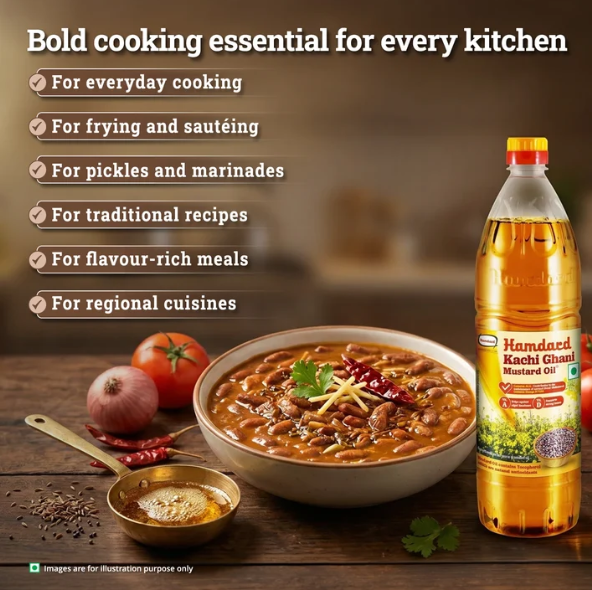 Bold cooking essential for every kitchen
For everyday cooking
For frying and sautéing
For pickles and marinades
For traditional recipes
For flavour-rich meals
For regional cuisines
Hamdard
Kachi Ghani
Mustard Oil
Images are for illustration purpose only